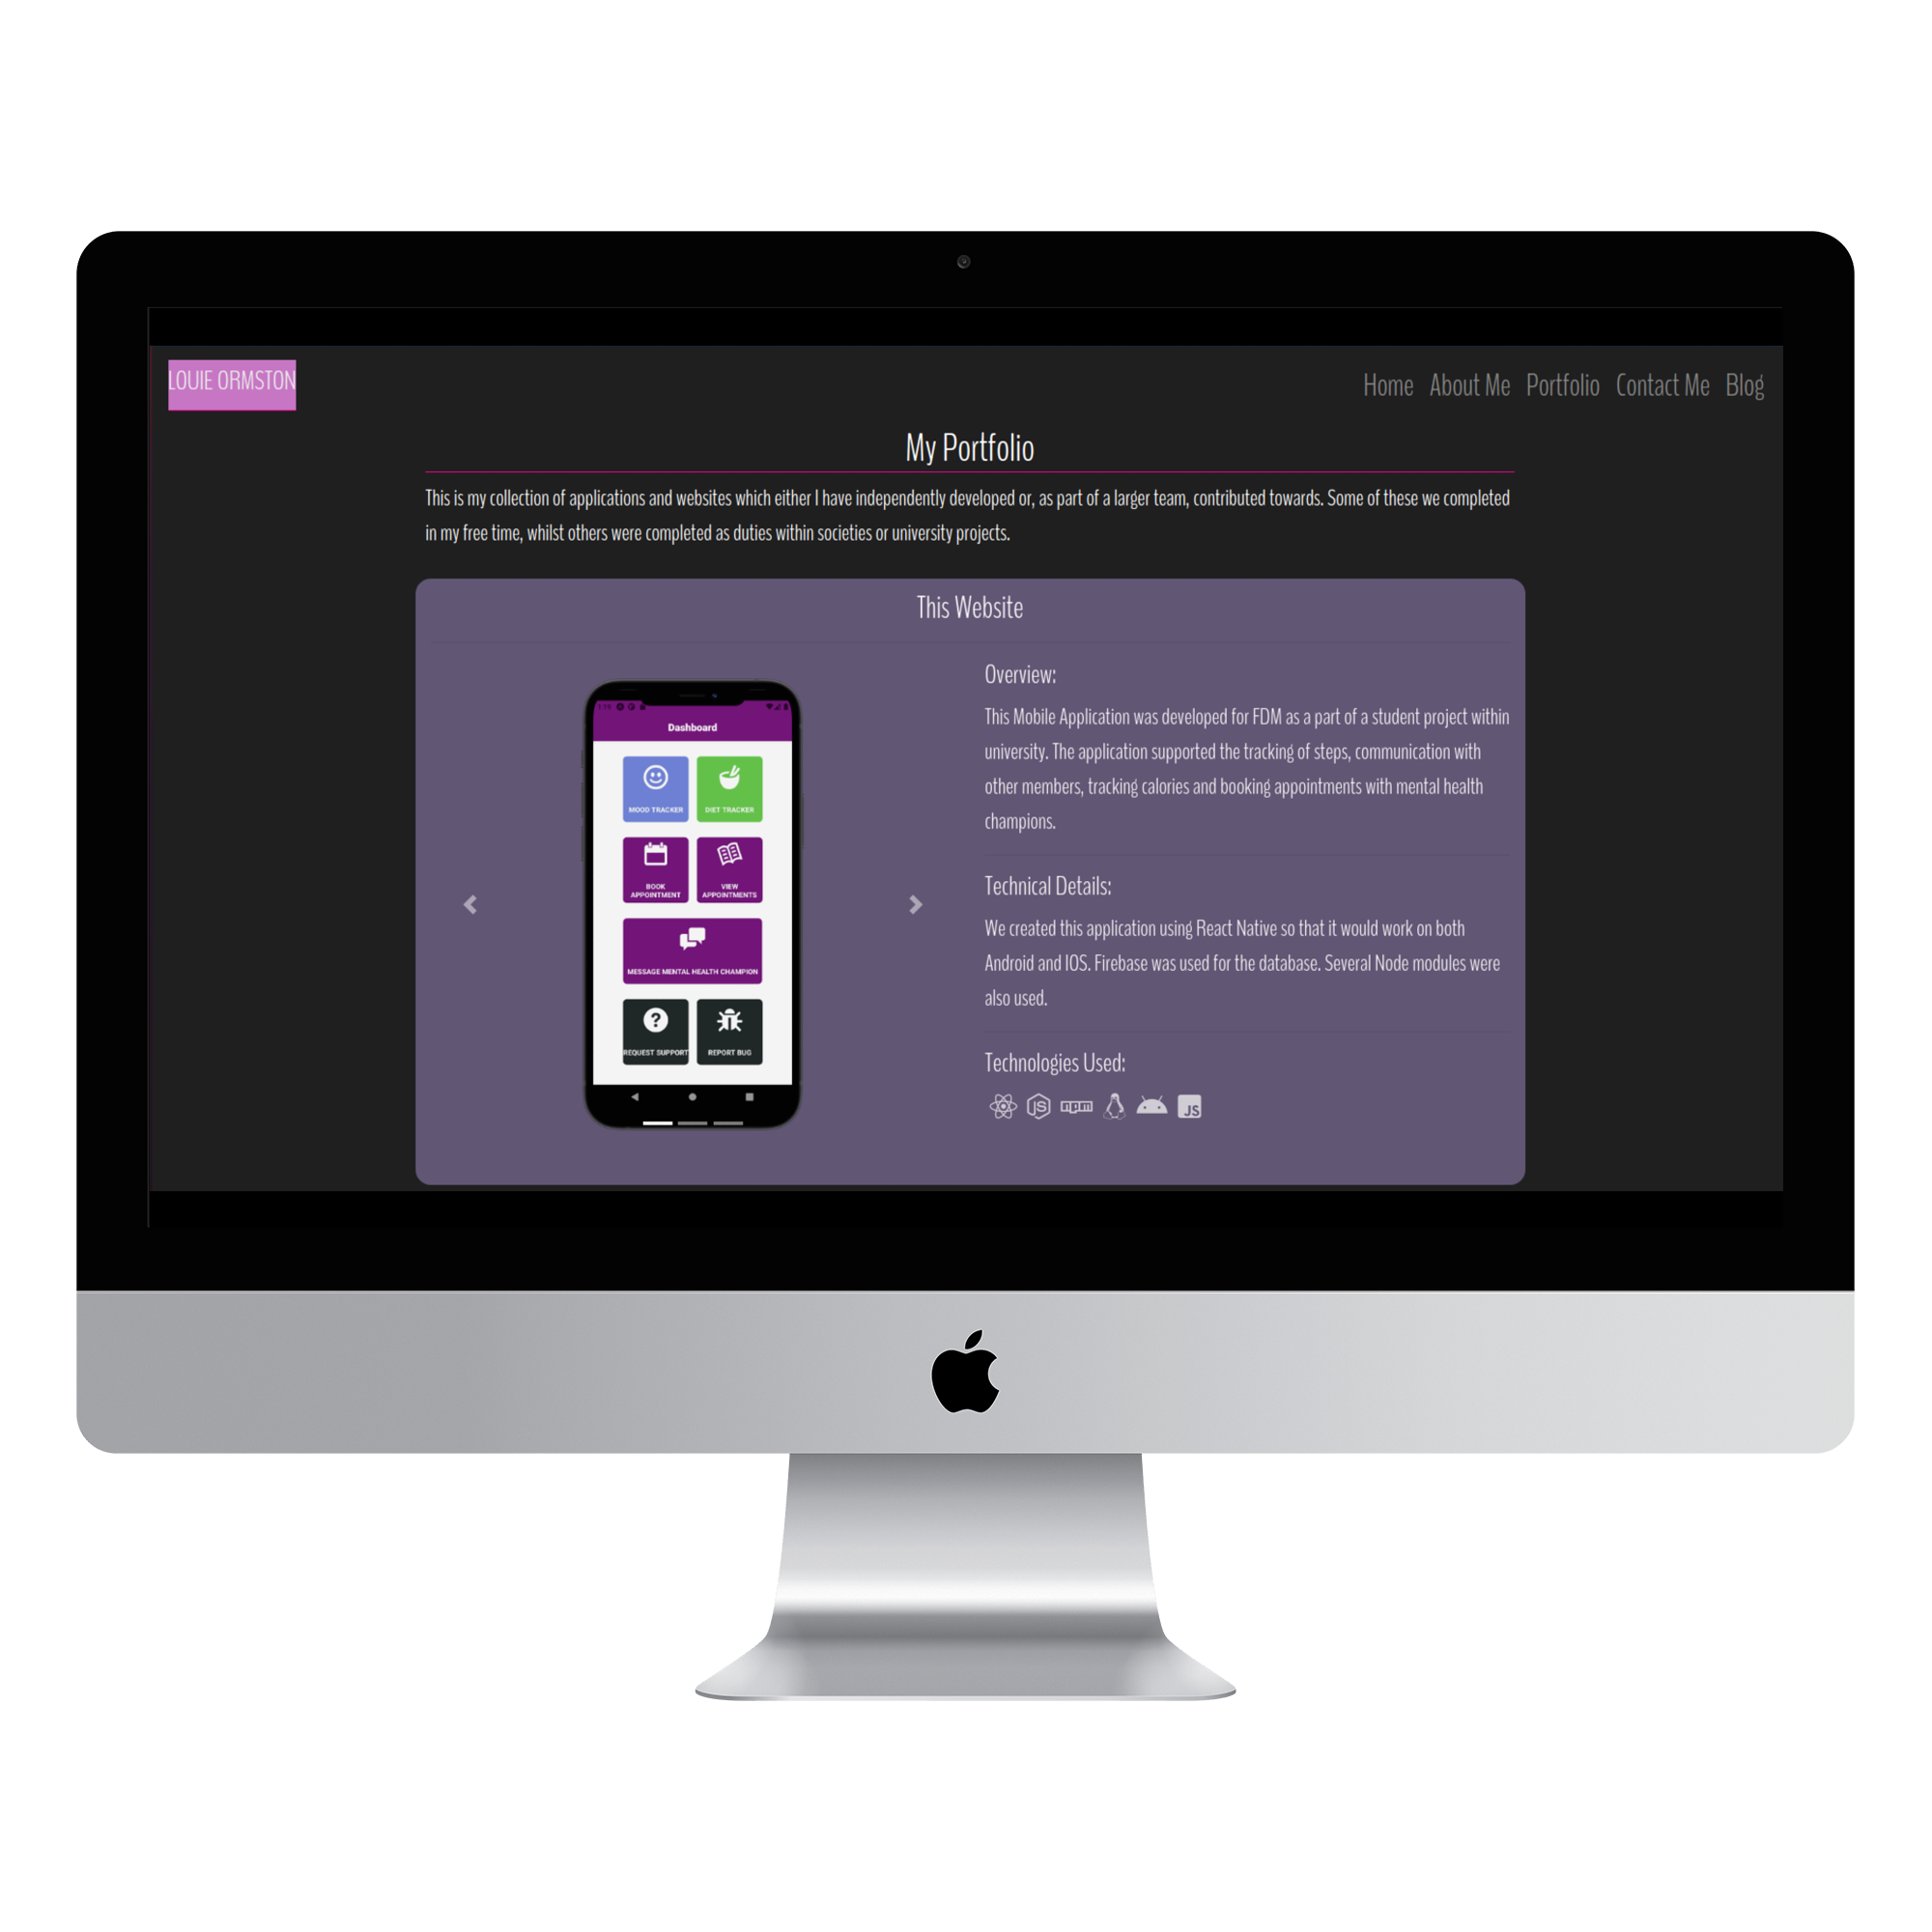 LOUIE ORMSTON
Home About Me Portfolio Contact Me Blog
My Portfolio
This is my collection of applications and websites which either I have independently developed or, as part of a larger team, contributed towards. Some of these we completed
in my free time, whilst others were completed as duties within societies or university projects.
This Website
1:19
Dashboard
MOOD TRACKER
DIET TRACKER
BOOK
APPOINTMENT
VIEW
APPOINTMENTS
MESSAGE MENTAL HEALTH CHAMPION
REQUEST SUPPORT
REPORT BUG
Overview:
This Mobile Application was developed for FDM as a part of a student project within
university. The application supported the tracking of steps, communication with
other members, tracking calories and booking appointments with mental health
champions.
Technical Details:
We created this application using React Native so that it would work on both
Android and IOS. Firebase was used for the database. Several Node modules were
also used.
Technologies Used:
JS npm JS